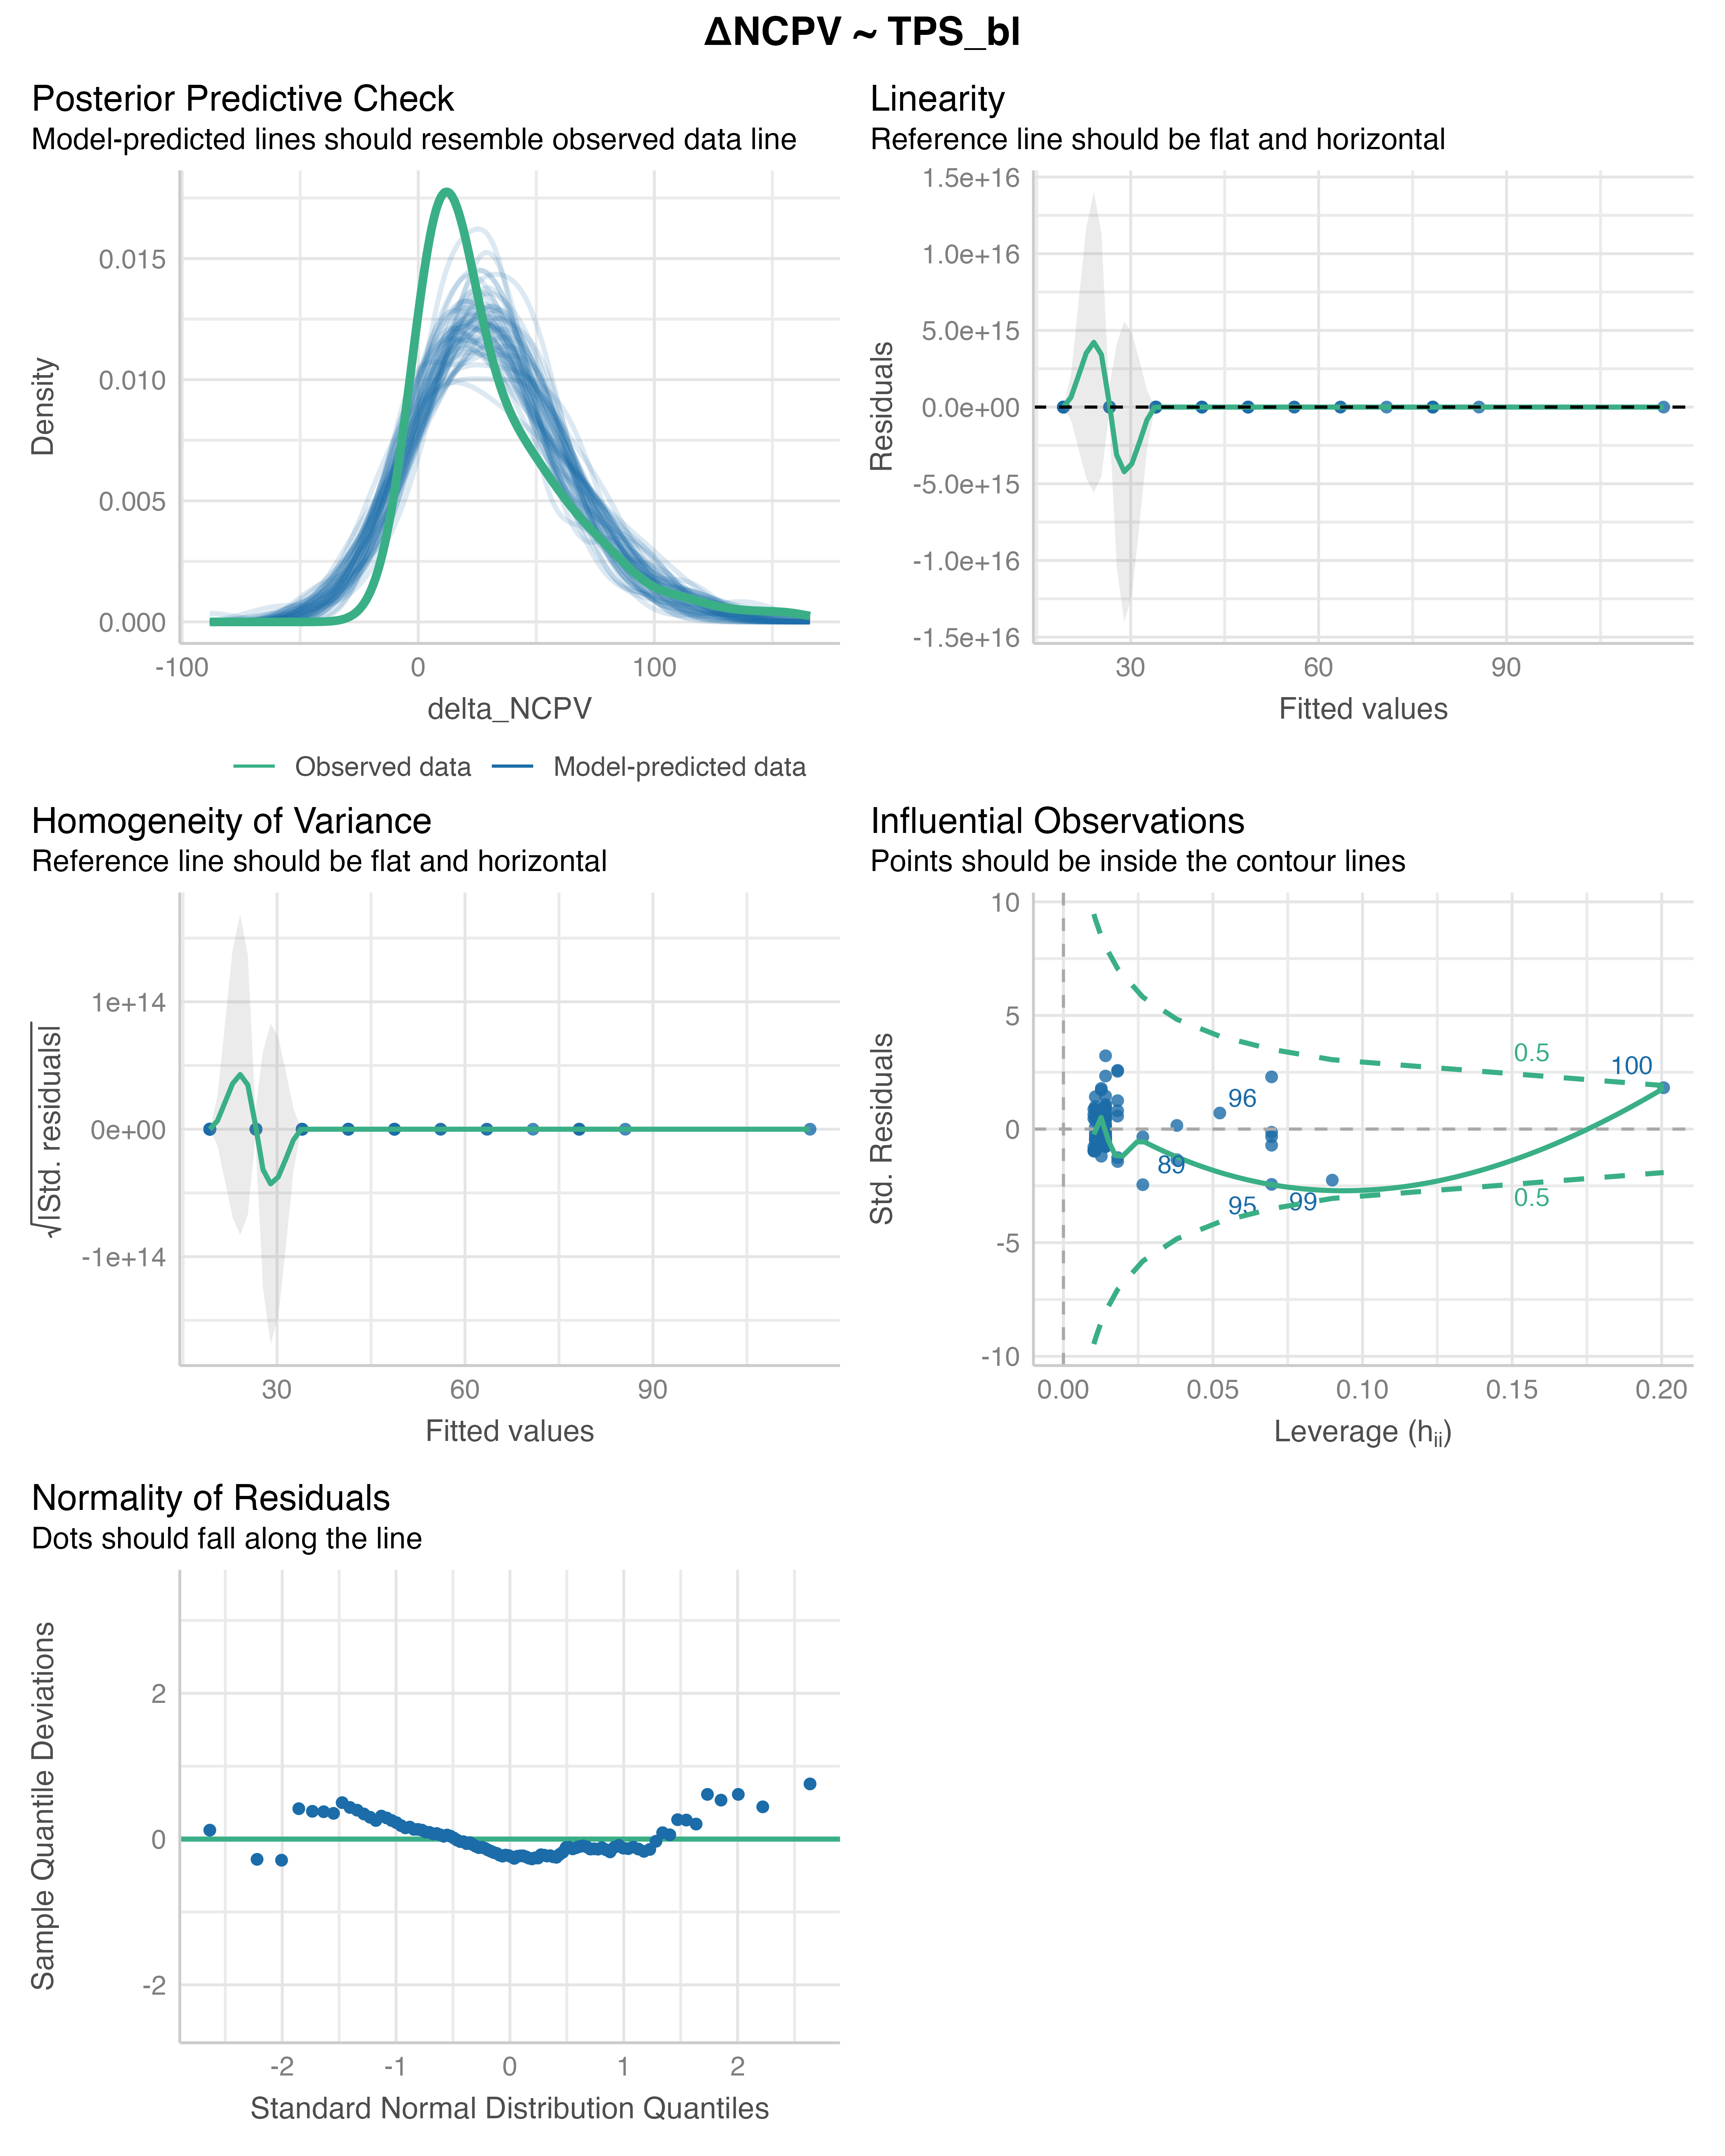 ΔNCPV ~ TPS_bl
Posterior Predictive Check
Model-predicted lines should resemble observed data line
Density
0.015
0.010
0.005
0.000
-100
0
100
delta_NCPV
Observed data
Model-predicted data
Linearity
Reference line should be flat and horizontal
Residuals
1.5e+16
1.0e+16
5.0e+15
0.0e+00
-5.0e+15
-1.0e+16
-1.5e+16
30
60
90
Fitted values
Homogeneity of Variance
Reference line should be flat and horizontal
√|Std. residuals|
1e+14
0e+00
-1e+14
30
60
90
Fitted values
Influential Observations
Points should be inside the contour lines
Std. Residuals
10
5
0
-5
-10
0.5
100
96
89
95
99
0.5
0.00
0.05
0.10
0.15
0.20
Leverage (hii)
Normality of Residuals
Dots should fall along the line
Sample Quantile Deviations
2
0
-2
-2
-1
0
1
2
Standard Normal Distribution Quantiles